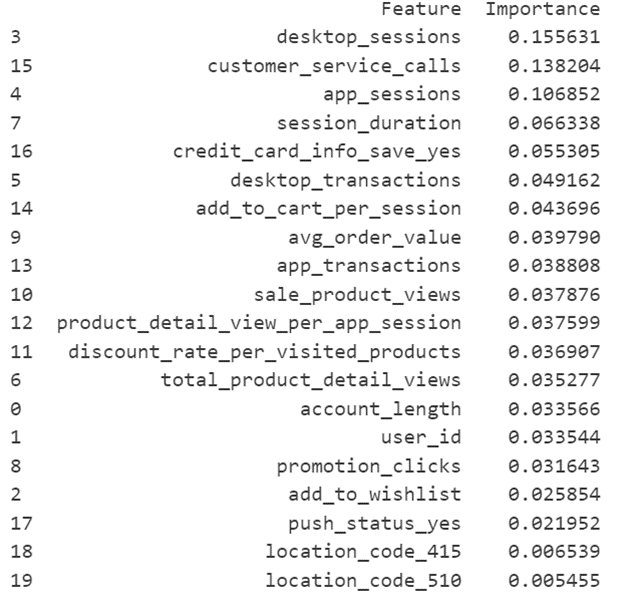 Feature Importance
3 desktop_sessions 0.155631
15 customer_service_calls 0.138204
4 app_sessions 0.106852
7 session_duration 0.066338
16 credit_card_info_save_yes 0.055305
5 desktop_transactions 0.049162
14 add_to_cart_per_session 0.043696
9 avg_order_value 0.039790
13 app_transactions 0.038808
10 sale_product_views 0.037876
12 product_detail_view_per_app_session 0.037599
11 discount_rate_per_visited_products 0.036907
6 total_product_detail_views 0.035277
0 account_length 0.033566
1 user_id 0.033544
8 promotion_clicks 0.031643
2 add_to_wishlist 0.025854
17 push_status_yes 0.021952
18 location_code_415 0.006539
19 location_code_510 0.005455